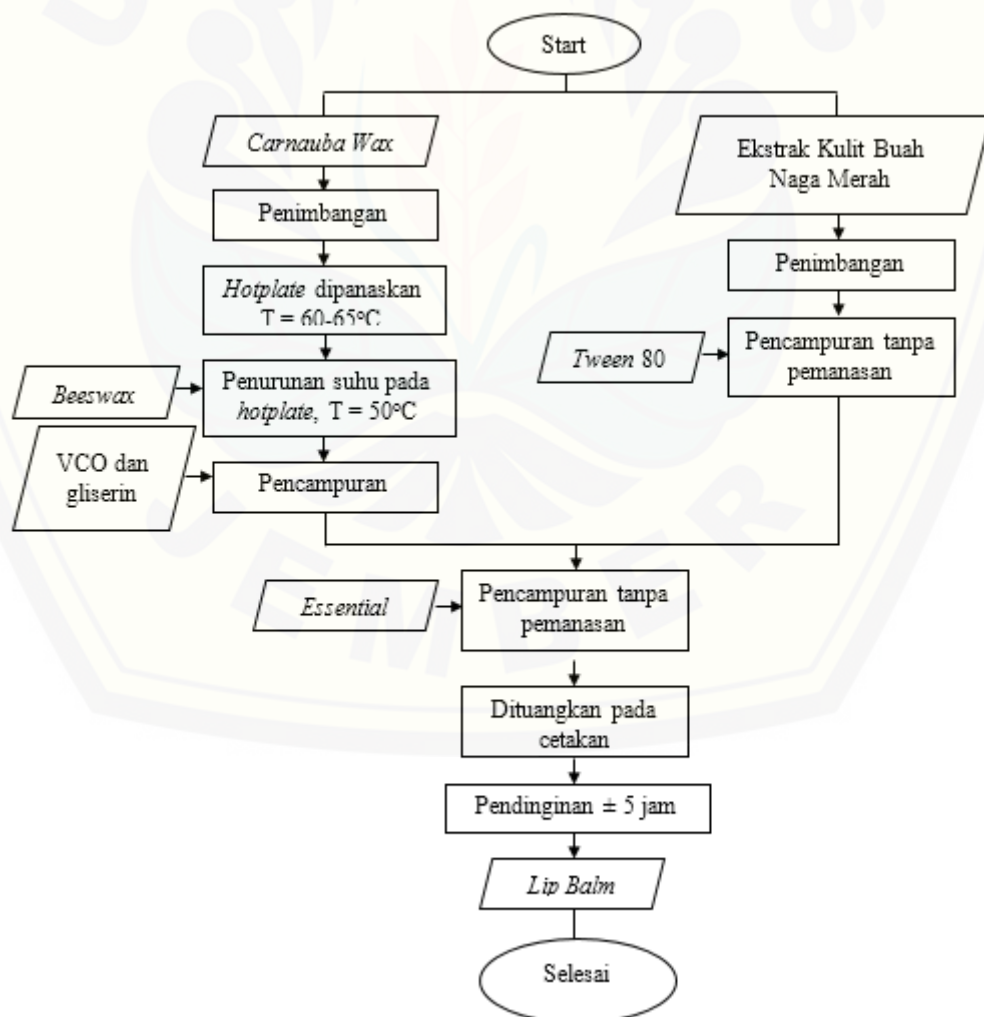 Start
Carnauba Wax
Penimbangan
Hotplate dipanaskan
T = 60-65°C
Beeswax
Penurunan suhu pada
hotplate, T = 50°C
VCO dan
gliserin
Pencampuran
Ekstrak Kulit Buah
Naga Merah
Penimbangan
Tween 80
Pencampuran tanpa
pemanasan
Essential
Pencampuran tanpa
pemanasan
Dituangkan pada
cetakan
Pendinginan ± 5 jam
Lip Balm
Selesai